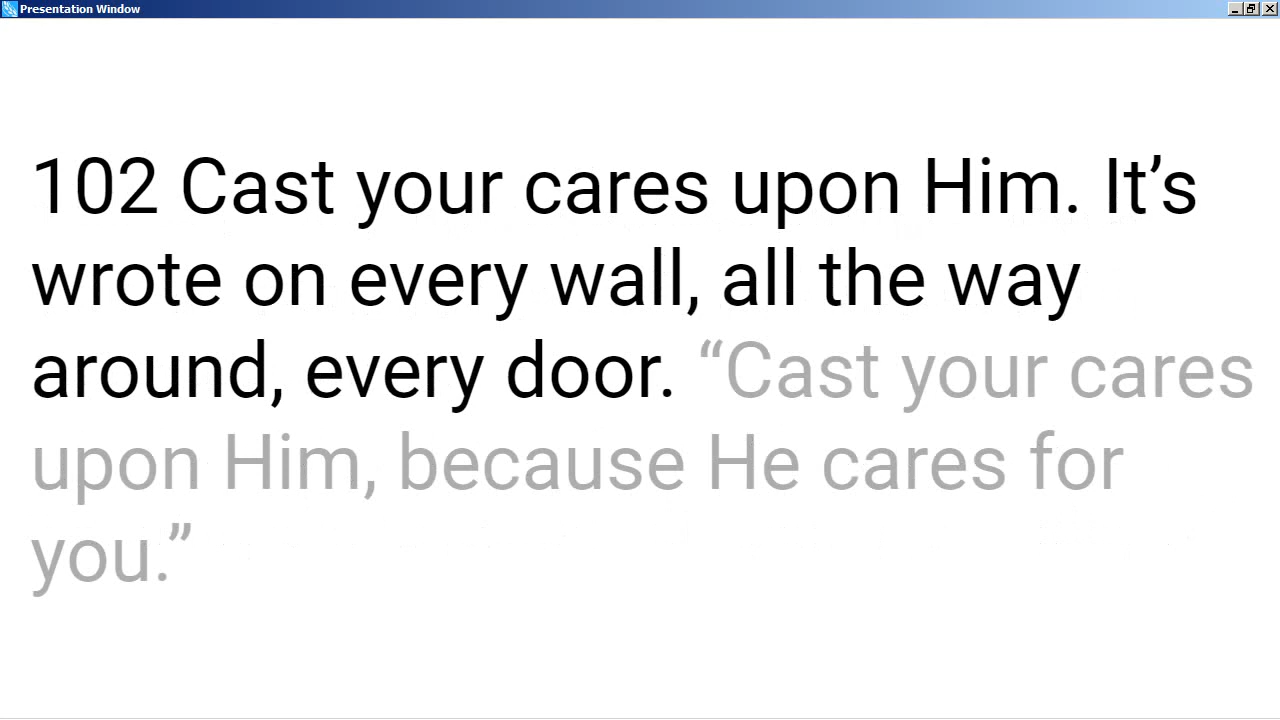 Presentation Window
102 Cast your cares upon Him. It’s
wrote on every wall, all the way
around, every door. “Cast your cares
upon Him, because He cares for
you.”